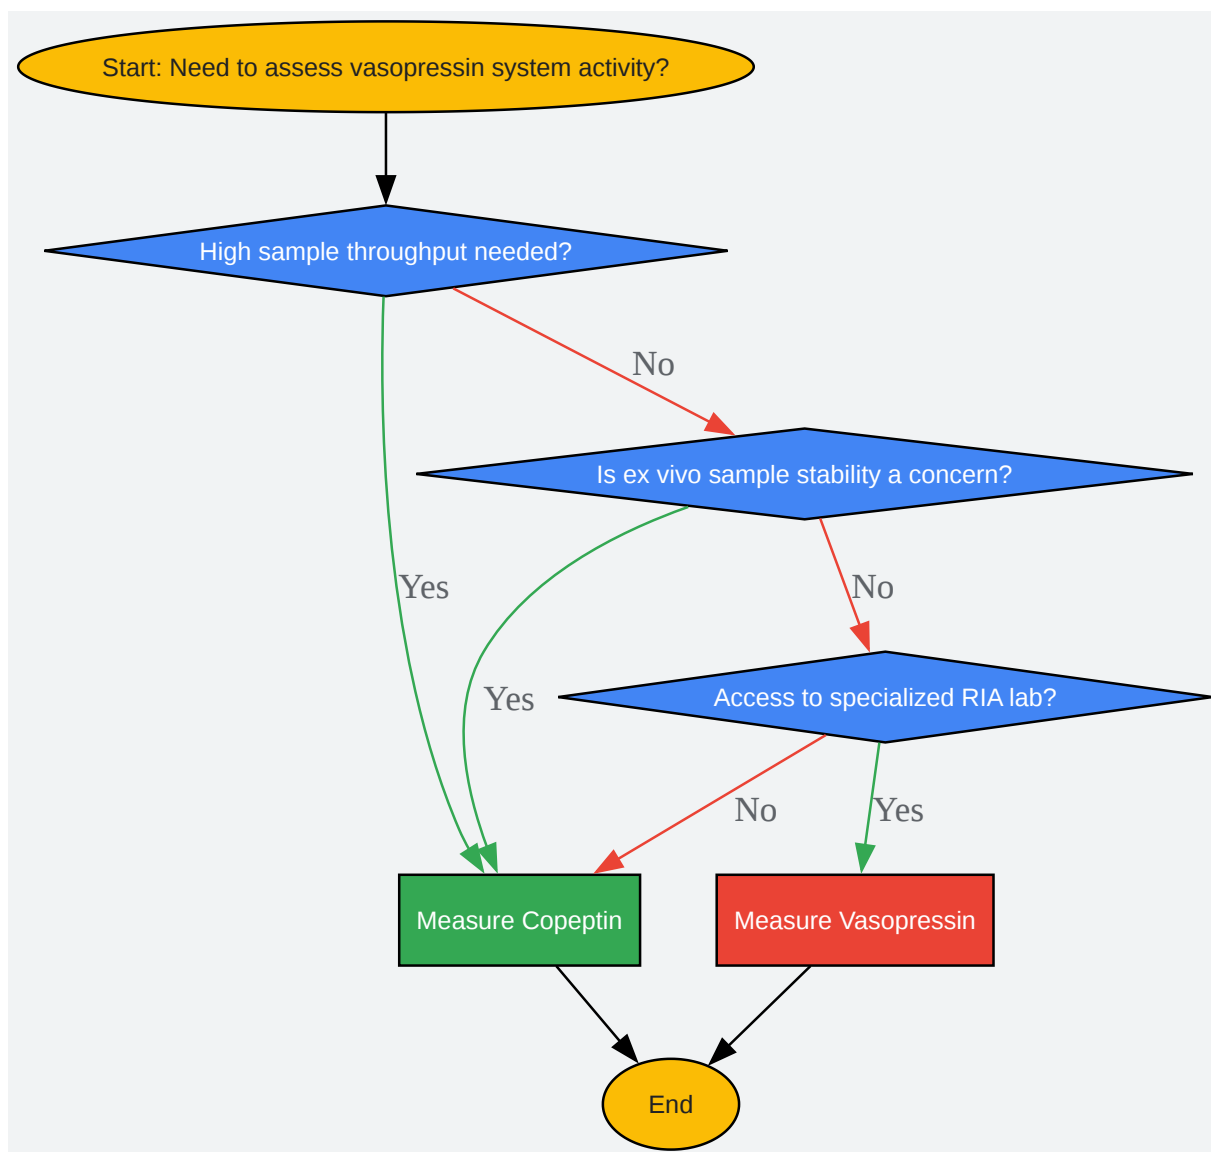 Start: Need to assess vasopressin system activity?
High sample throughput needed?
No
Is ex vivo sample stability a concern?
Yes
No
Yes
Access to specialized RIA lab?
No
Yes
Measure Copeptin
Measure Vasopressin
End